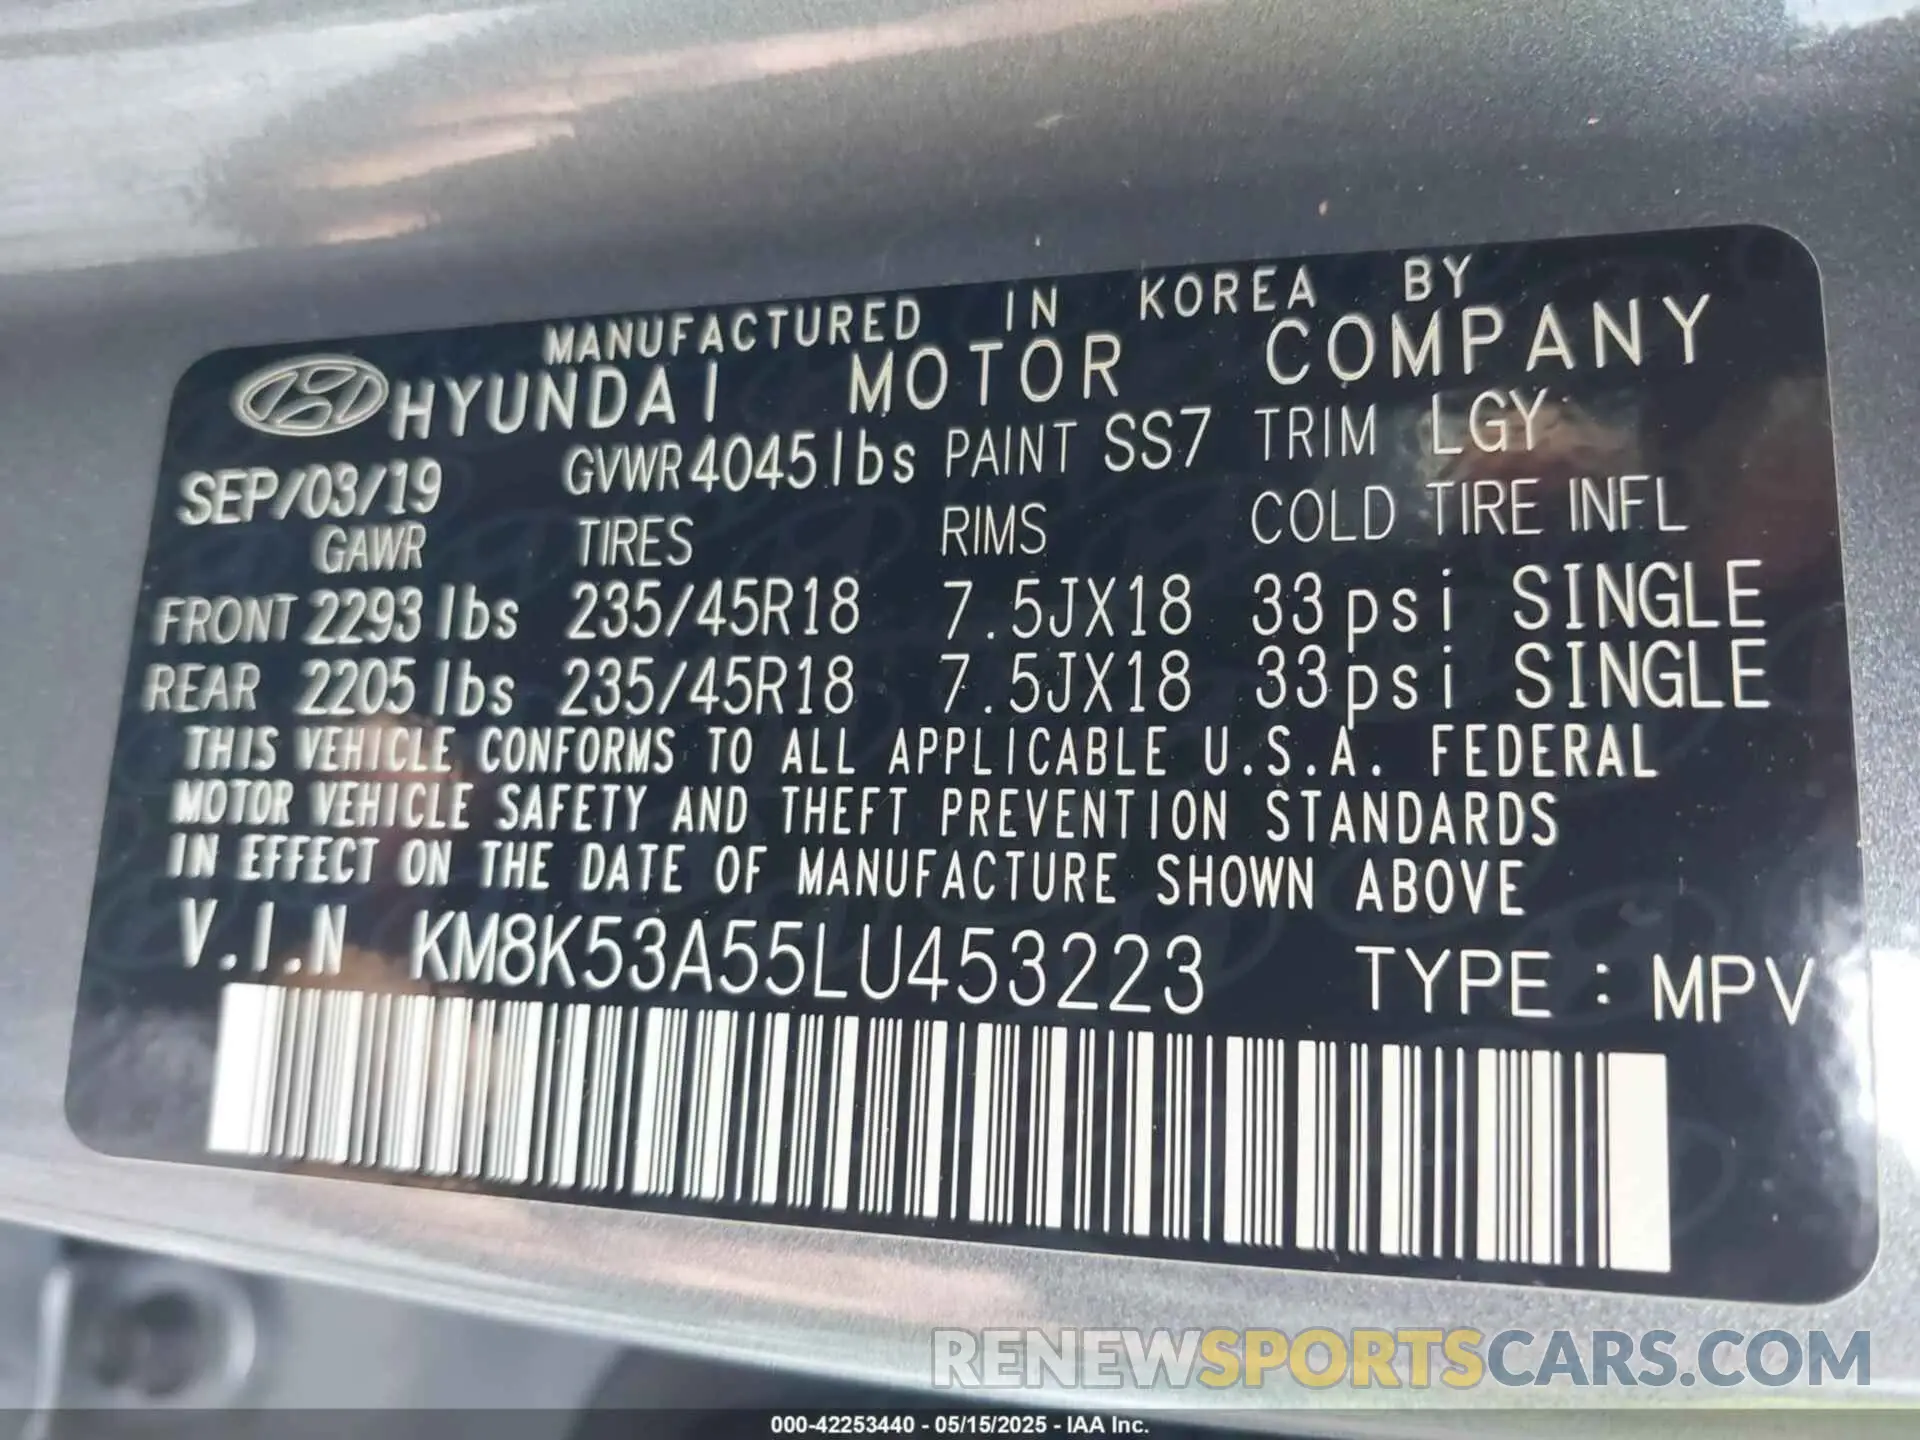 MANUFACTURED IN KOREA BY
HYUNDAI MOTOR COMPANY
SEP/03/19 GVWR 4045 lbs PAINT SS7 TRIM LGY
GAWR TIRES RIMS COLD TIRE INFL
FRONT 2293 lbs 235/45R18 7.5JX18 33psi SINGLE
REAR 2205 lbs 235/45R18 7.5JX18 33psi SINGLE
THIS VEHICLE CONFORMS TO ALL APPLICABLE U.S.A. FEDERAL
MOTOR VEHICLE SAFETY AND THEFT PREVENTION STANDARDS
IN EFFECT ON THE DATE OF MANUFACTURE SHOWN ABOVE
V.I.N KM8K53A55LU453223 TYPE : MPV
RENEWSPORTSCARS.COM
000-42253440 - 05/15/2025 - IAA Inc.